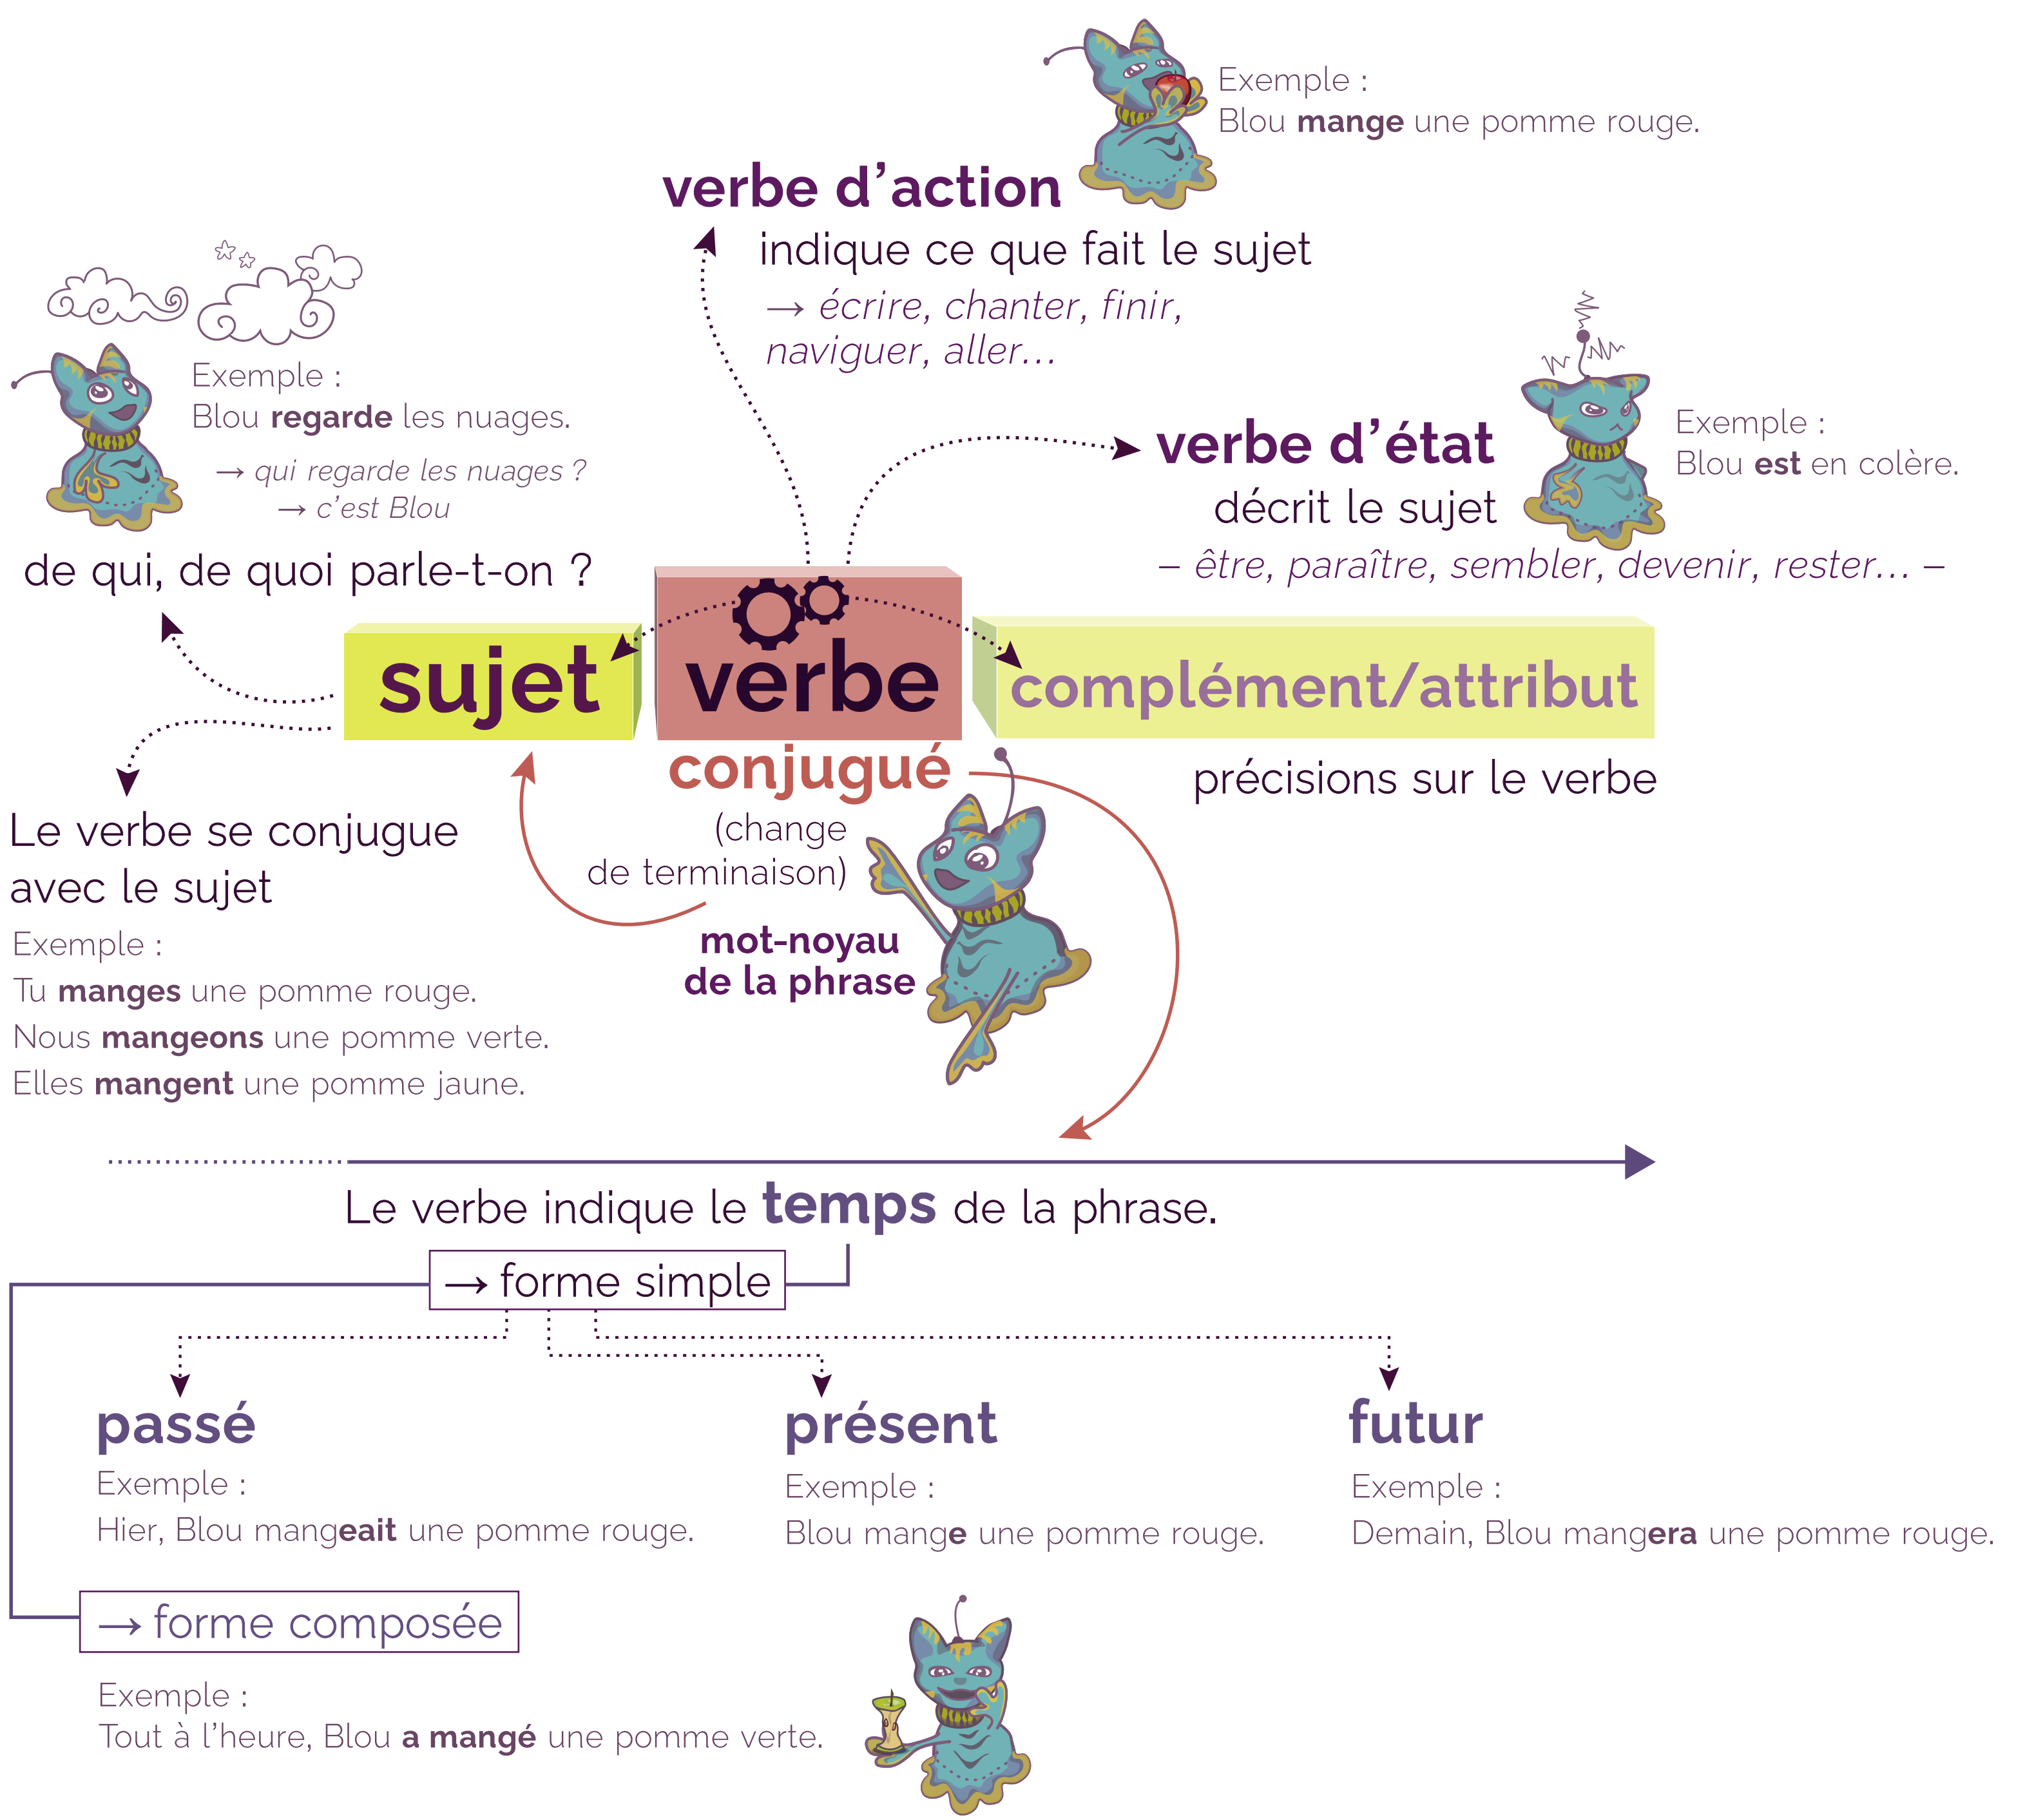 Exemple :
Blou mange une pomme rouge.
verbe d’action
indique ce que fait le sujet
→ écrire, chanter, finir,
naviguer, aller…
Exemple :
Blou regarde les nuages.
→ qui regarde les nuages ?
→ c’est Blou
de qui, de quoi parle-t-on ?
verbe d’état
décrit le sujet
– être, paraître, sembler, devenir, rester… –
Exemple :
Blou est en colère.
sujet
verbe
complément/attribut
conjugué
(change
de terminaison)
mot-noyau
de la phrase
précisions sur le verbe
Le verbe se conjugue
avec le sujet
Exemple :
Tu manges une pomme rouge.
Nous mangeons une pomme verte.
Elles mangent une pomme jaune.
Le verbe indique le temps de la phrase.
→ forme simple
passé
Exemple :
Hier, Blou mangeait une pomme rouge.
présent
Exemple :
Blou mange une pomme rouge.
futur
Exemple :
Demain, Blou mangera une pomme rouge.
→ forme composée
Exemple :
Tout à l’heure, Blou a mangé une pomme verte.